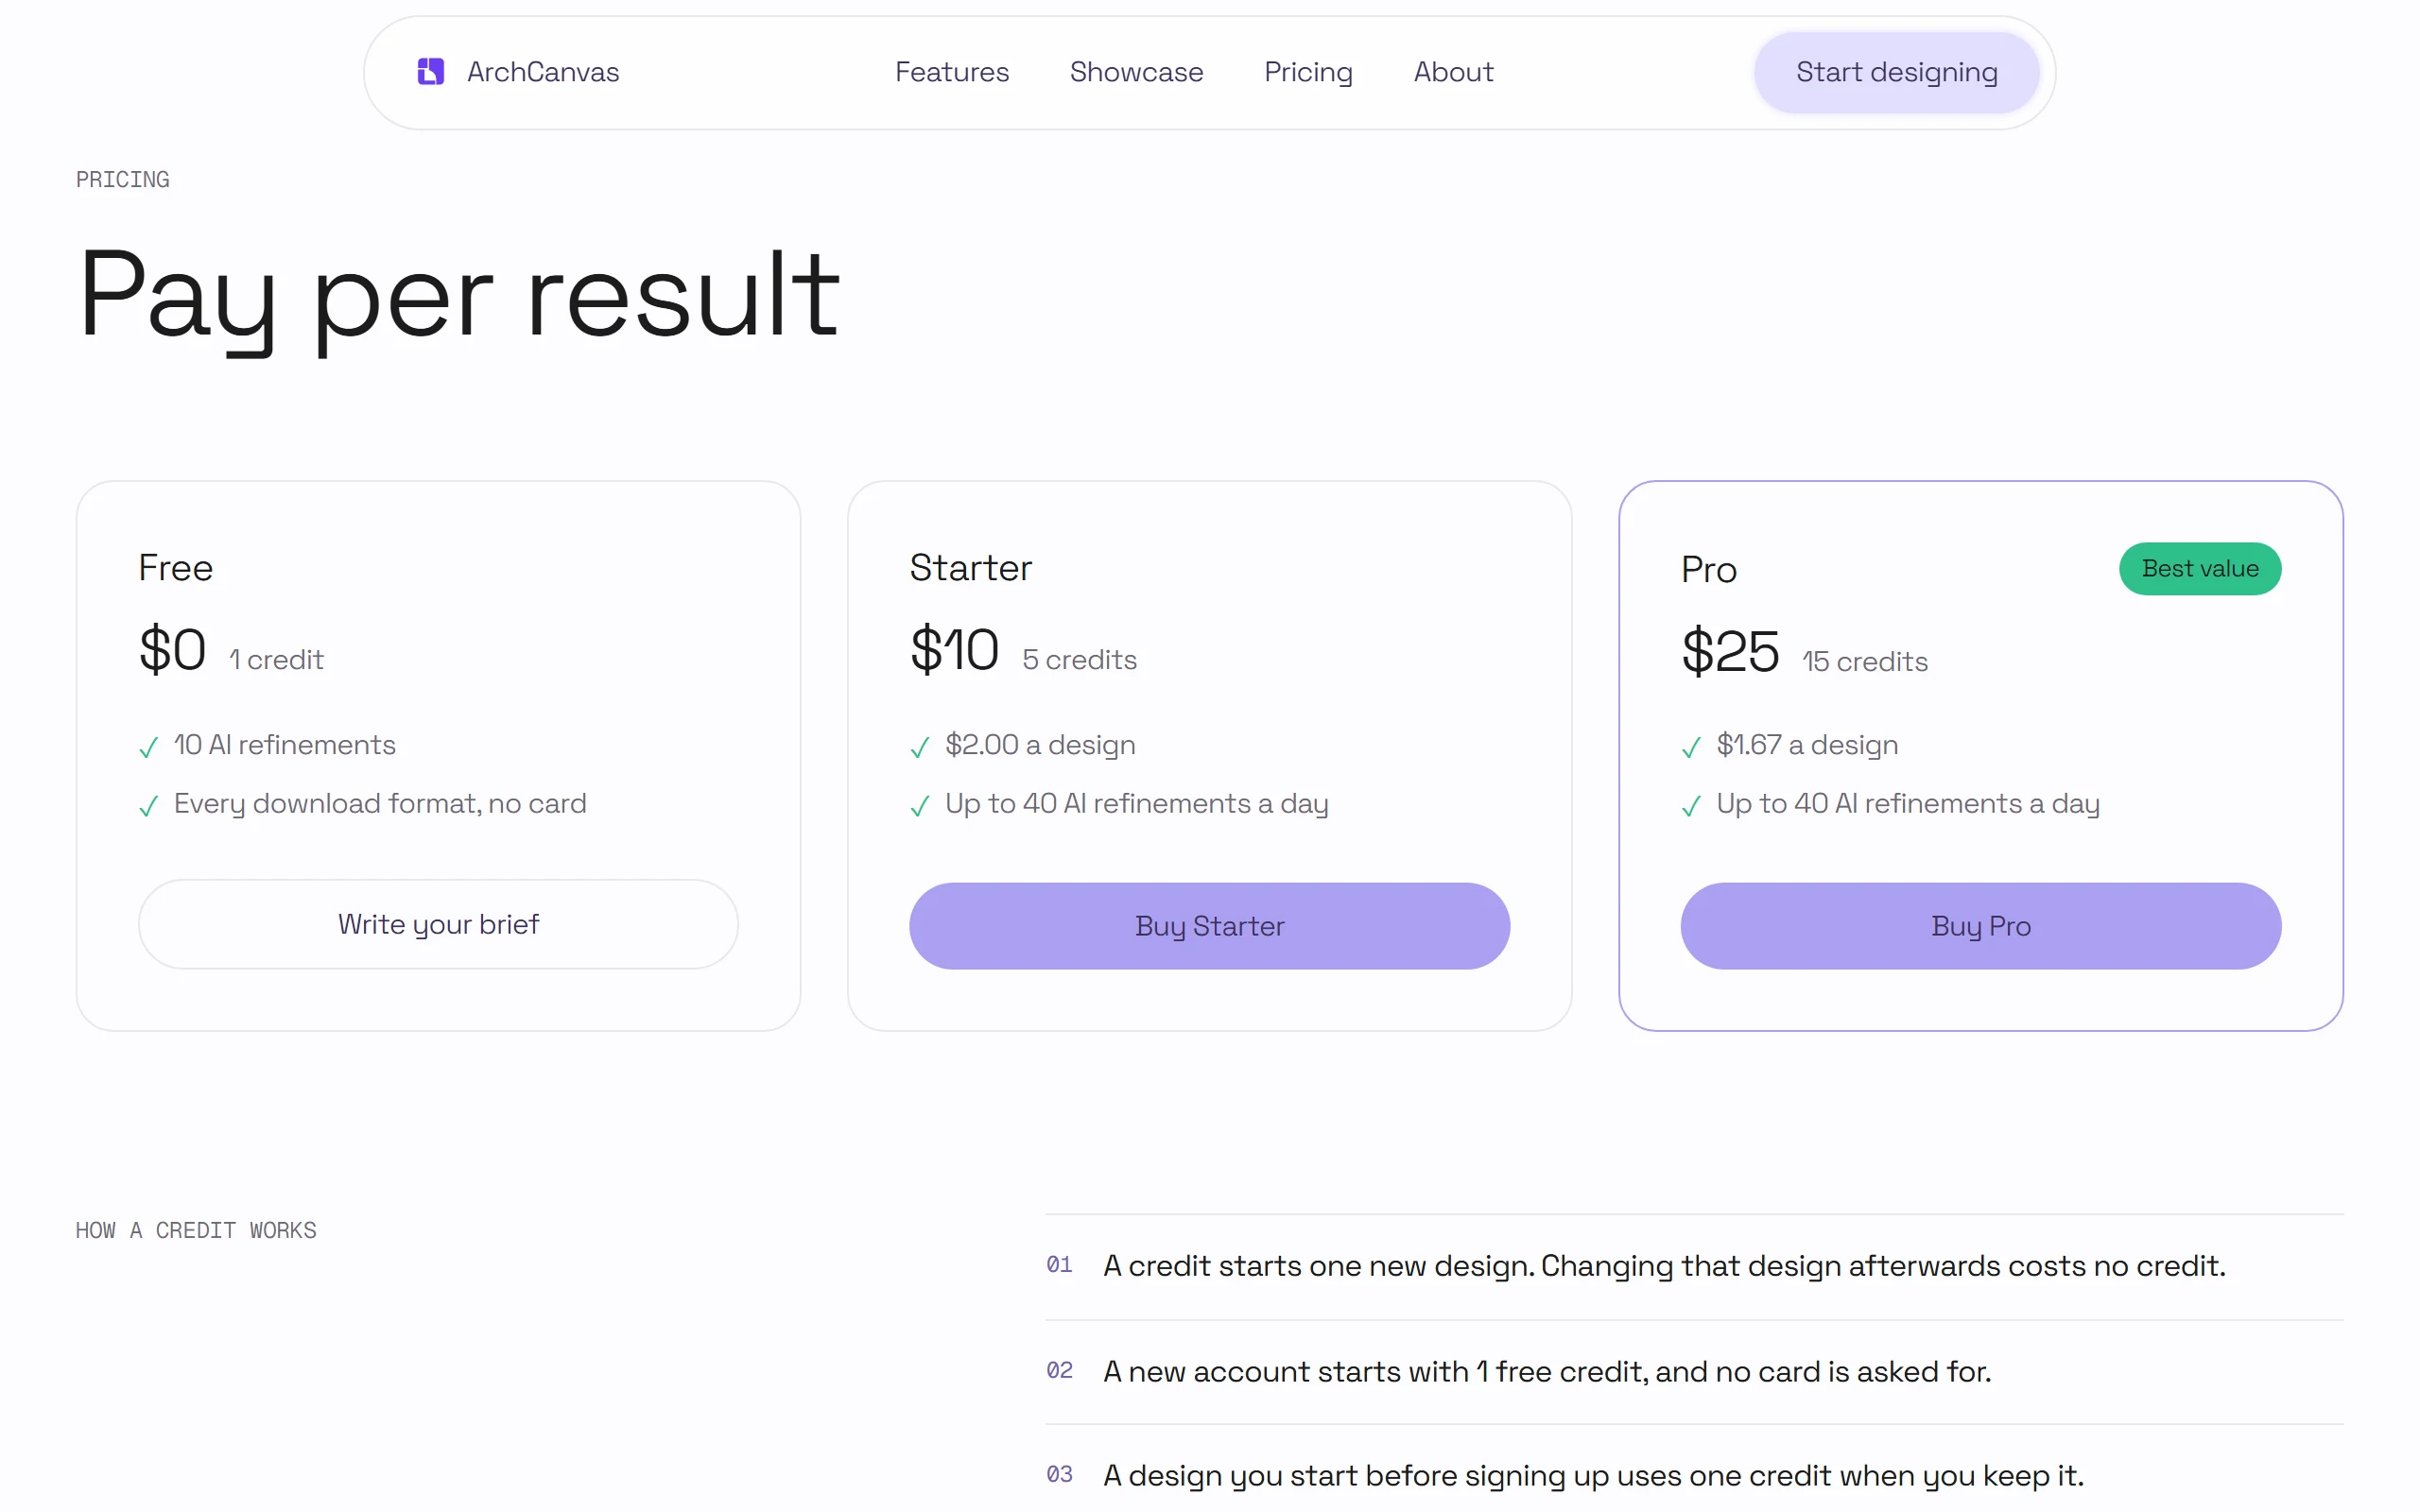 ArchCanvas
Features
Showcase
Pricing
About
Start designing
PRICING
Pay per result
Free
$0 1 credit
✓ 10 AI refinements
✓ Every download format, no card
Write your brief
Starter
$10 5 credits
✓ $2.00 a design
✓ Up to 40 AI refinements a day
Buy Starter
Pro
Best value
$25 15 credits
✓ $1.67 a design
✓ Up to 40 AI refinements a day
Buy Pro
HOW A CREDIT WORKS
01 A credit starts one new design. Changing that design afterwards costs no credit.
02 A new account starts with 1 free credit, and no card is asked for.
03 A design you start before signing up uses one credit when you keep it.